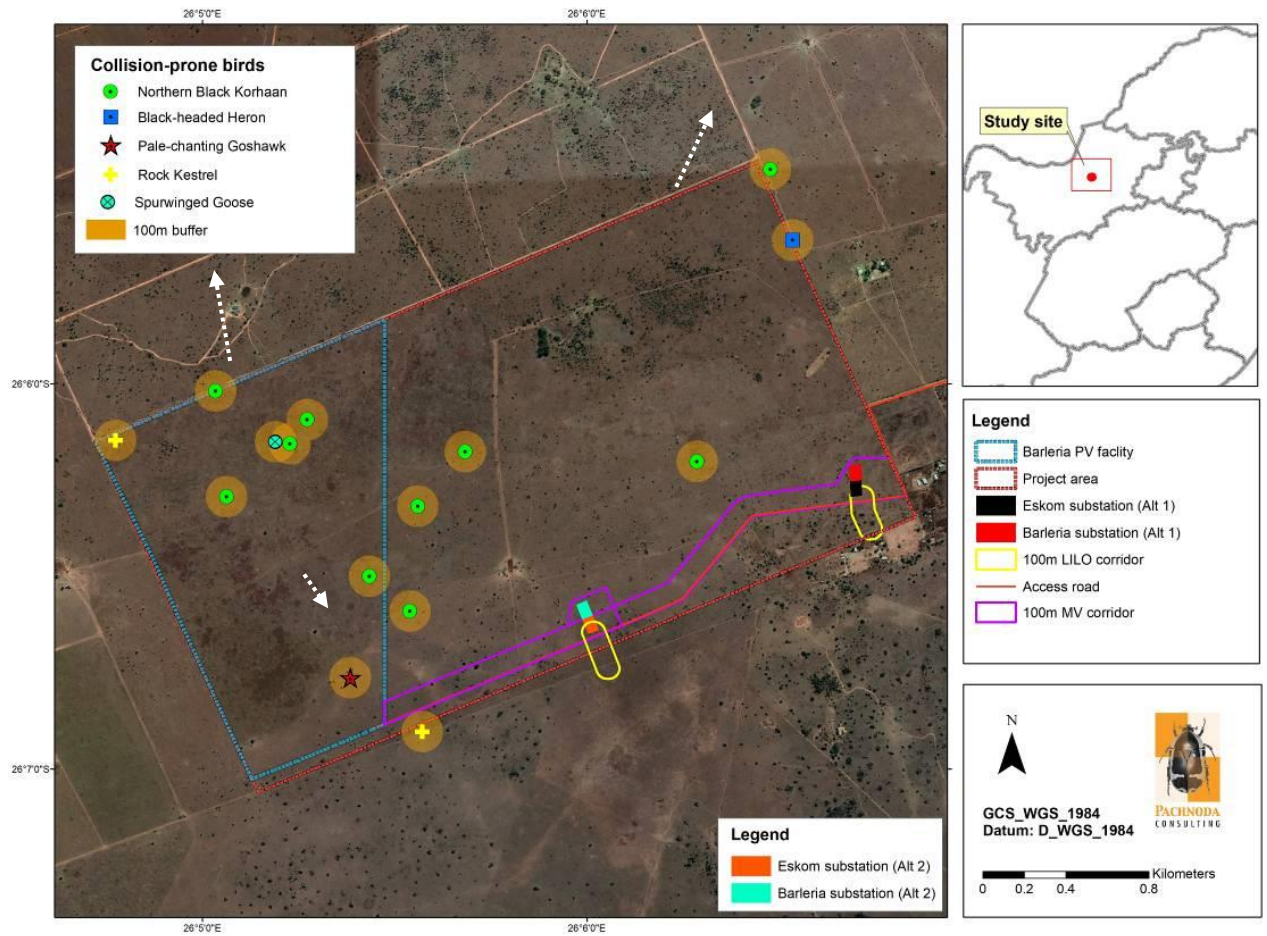 26°5'0"E
26°6'0"E
Collision-prone birds
Northern Black Korhaan
Black-headed Heron
Pale-chanting Goshawk
Rock Kestrel
Spurwinged Goose
100m buffer
Study site
26°6'0"S
26°7'0"S
Legend
Barleria PV faclity
Project area
Eskom substation (Alt 1)
Barleria substation (Alt 1)
100m LILO corridor
Access road
100m MV corridor
Legend
Eskom substation (Alt 2)
Barleria substation (Alt 2)
N
PACHNODA
CONSULTING
GCS_WGS_1984
Datum: D_WGS_1984
Kilometers
0 0.2 0.4 0.8
26°5'0"E
26°6'0"E